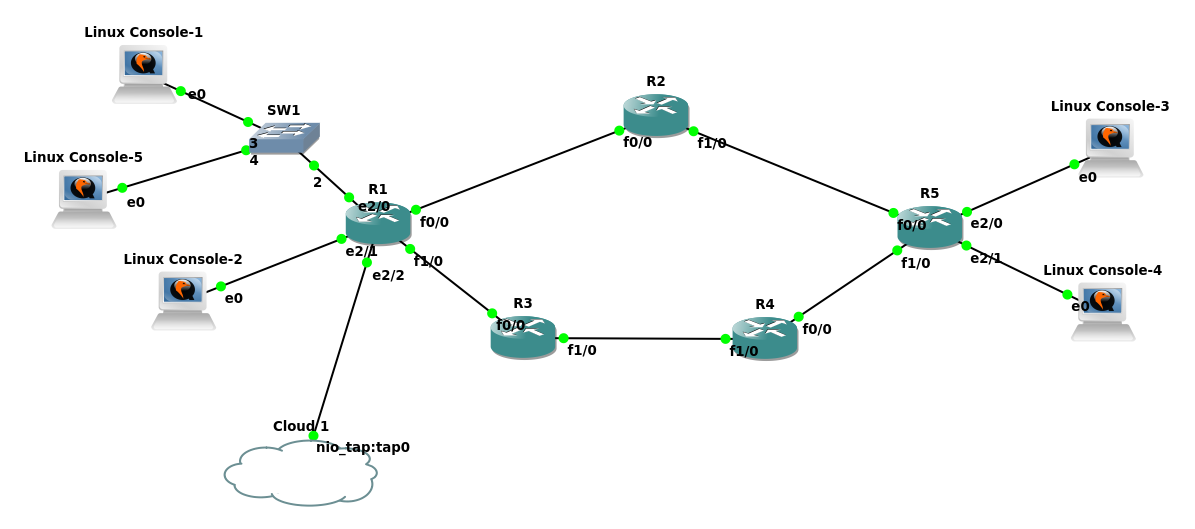 Linux Console-1
e0
SW1
3
4
2
Linux Console-5
e0
R1
e2/0
f0/0
e2/1
f1/0
e2/2
Linux Console-2
e0
R2
f0/0
f1/0
R3
f0/0
f1/0
R4
f0/0
f1/0
R5
f0/0
f1/0
e2/0
e2/1
Linux Console-3
e0
Linux Console-4
e0
Cloud 1
nio_tap:tap0